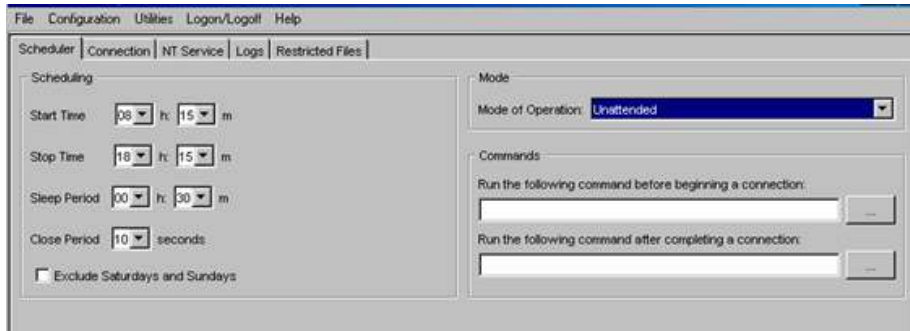 File Configuration Utilities Logon/Logoff Help
Scheduler Connection NT Service Logs Restricted Files
Scheduling
Start Time 08 h: 15 m
Stop Time 18 h: 15 m
Sleep Period 00 h: 30 m
Close Period 10 seconds
Exclude Saturdays and Sundays
Mode
Mode of Operation: Unattended
Commands
Run the following command before beginning a connection:
...
Run the following command after completing a connection:
...